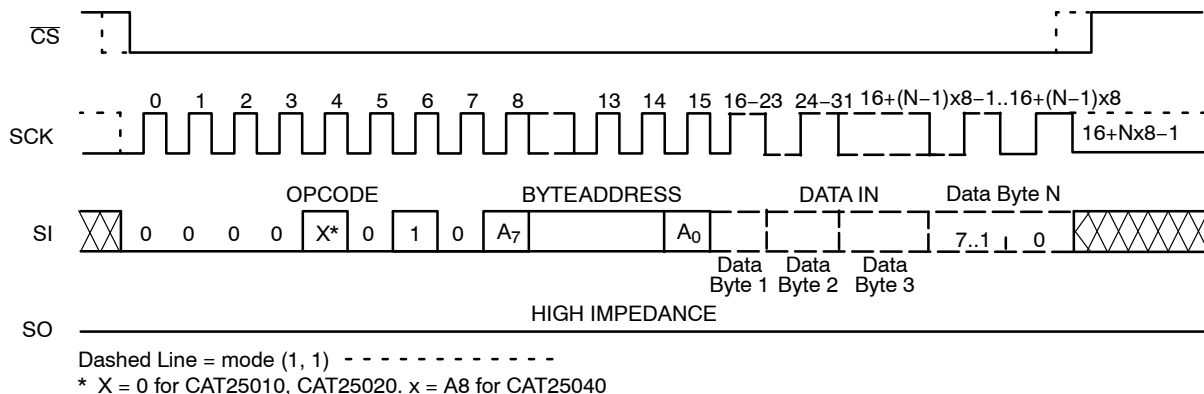 CS
0 1 2 3 4 5 6 7 8 13 14 15 16−23 24−31 16+(N−1)x8−1..16+(N−1)x8
SCK 16+Nx8−1
OPCODE BYTEADDRESS DATA IN Data Byte N
SI 0 0 0 0 X* 0 1 0 A7 A0 7..1 0
Data Byte 1 Data Byte 2 Data Byte 3
HIGH IMPEDANCE
SO
Dashed Line = mode (1, 1)
* X = 0 for CAT25010, CAT25020. x = A8 for CAT25040